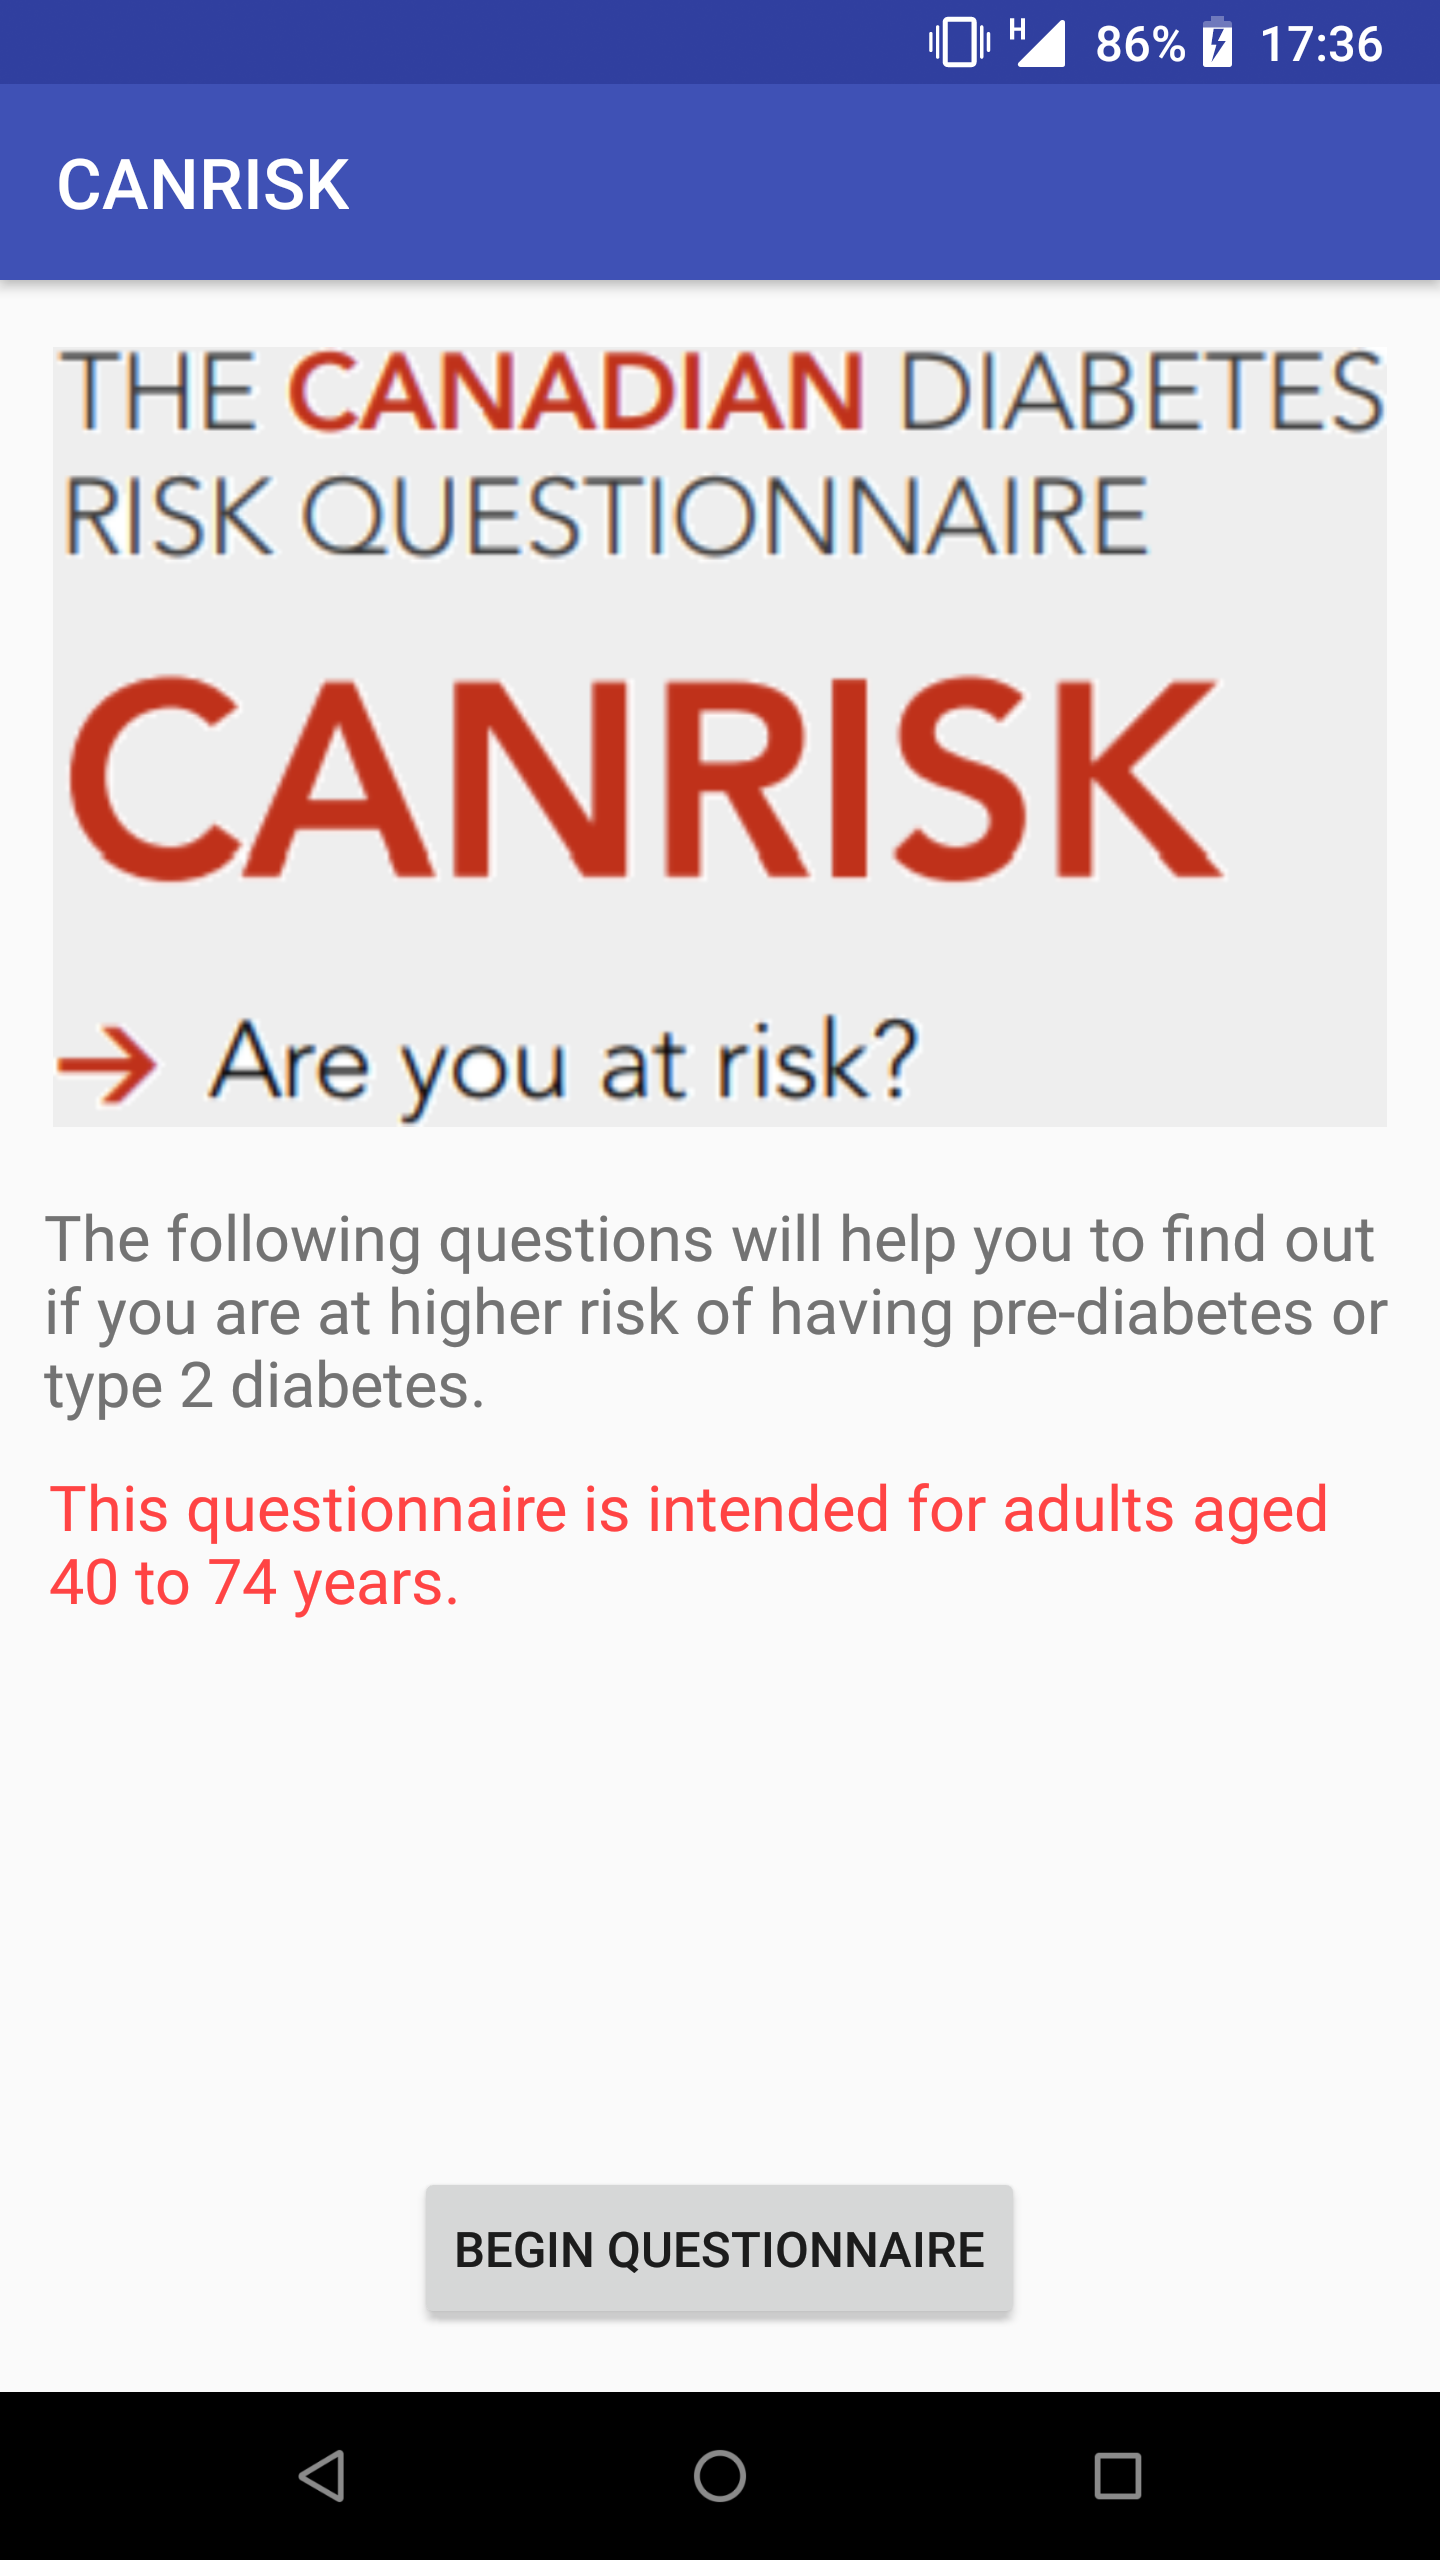 H 86% 17:36
CANRISK
THE CANADIAN DIABETES
RISK QUESTIONNAIRE
CANRISK
→ Are you at risk?
The following questions will help you to find out
if you are at higher risk of having pre-diabetes or
type 2 diabetes.
This questionnaire is intended for adults aged
40 to 74 years.
BEGIN QUESTIONNAIRE